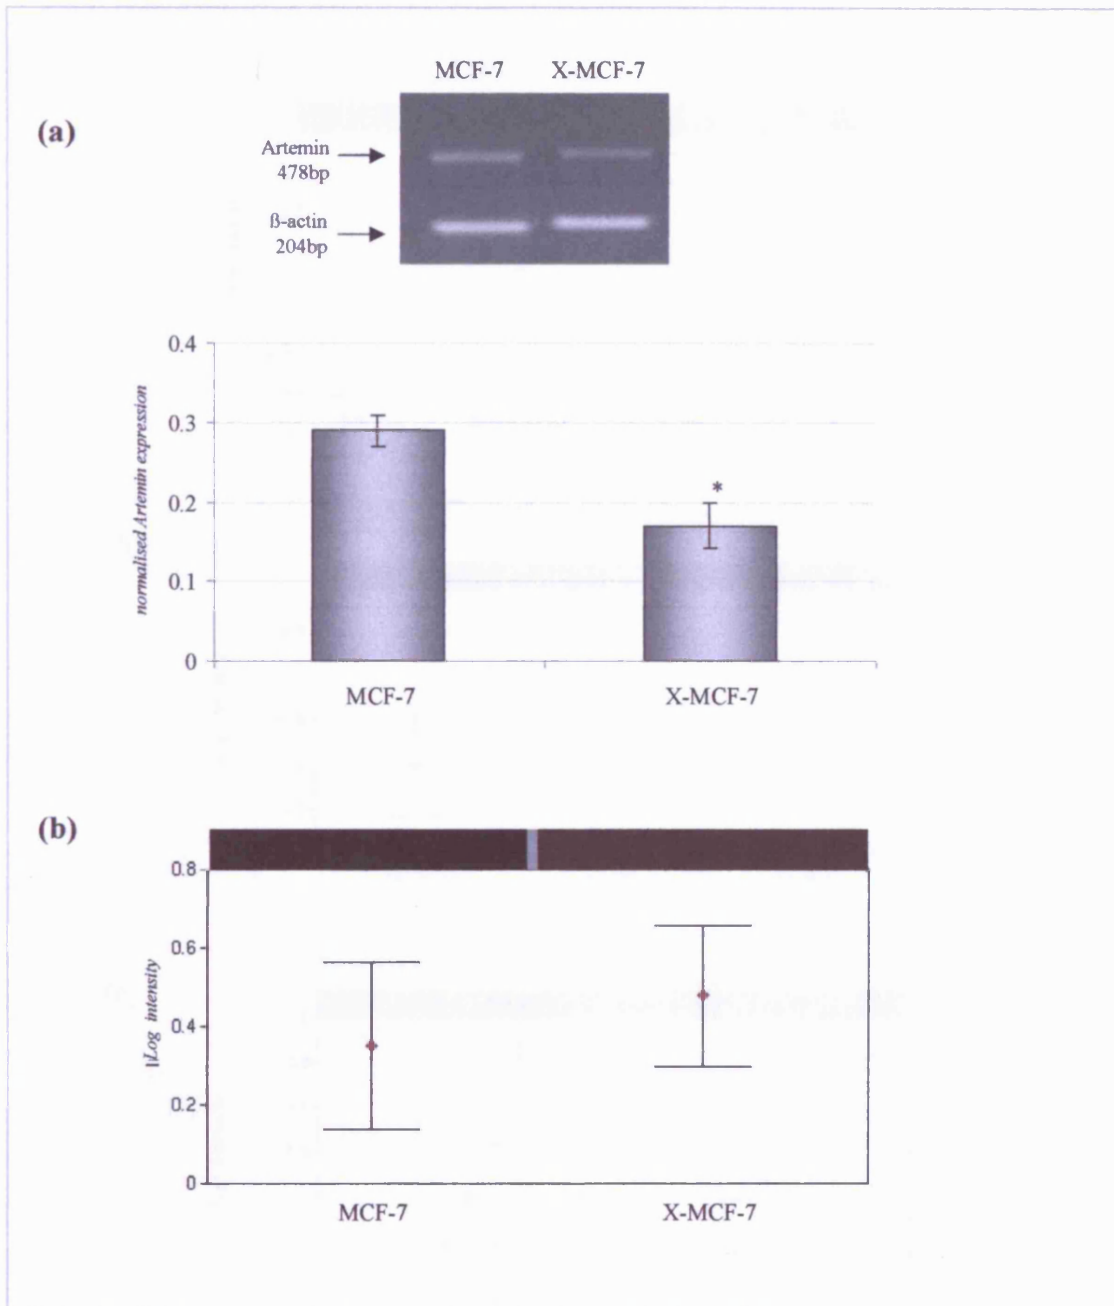 MCF-7 X-MCF-7
(a)
Artemin
478bp
ß-actin
204bp
0.4
0.3
0.2
0.1
0
normalised Artemin expression
*
MCF-7 X-MCF-7
(b)
0.8
0.6
0.4
0.2
0
Log intensity
MCF-7 X-MCF-7